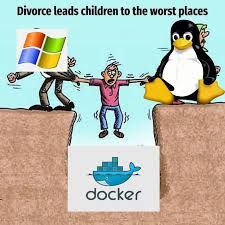 Divorce leads children to the worst places
docker